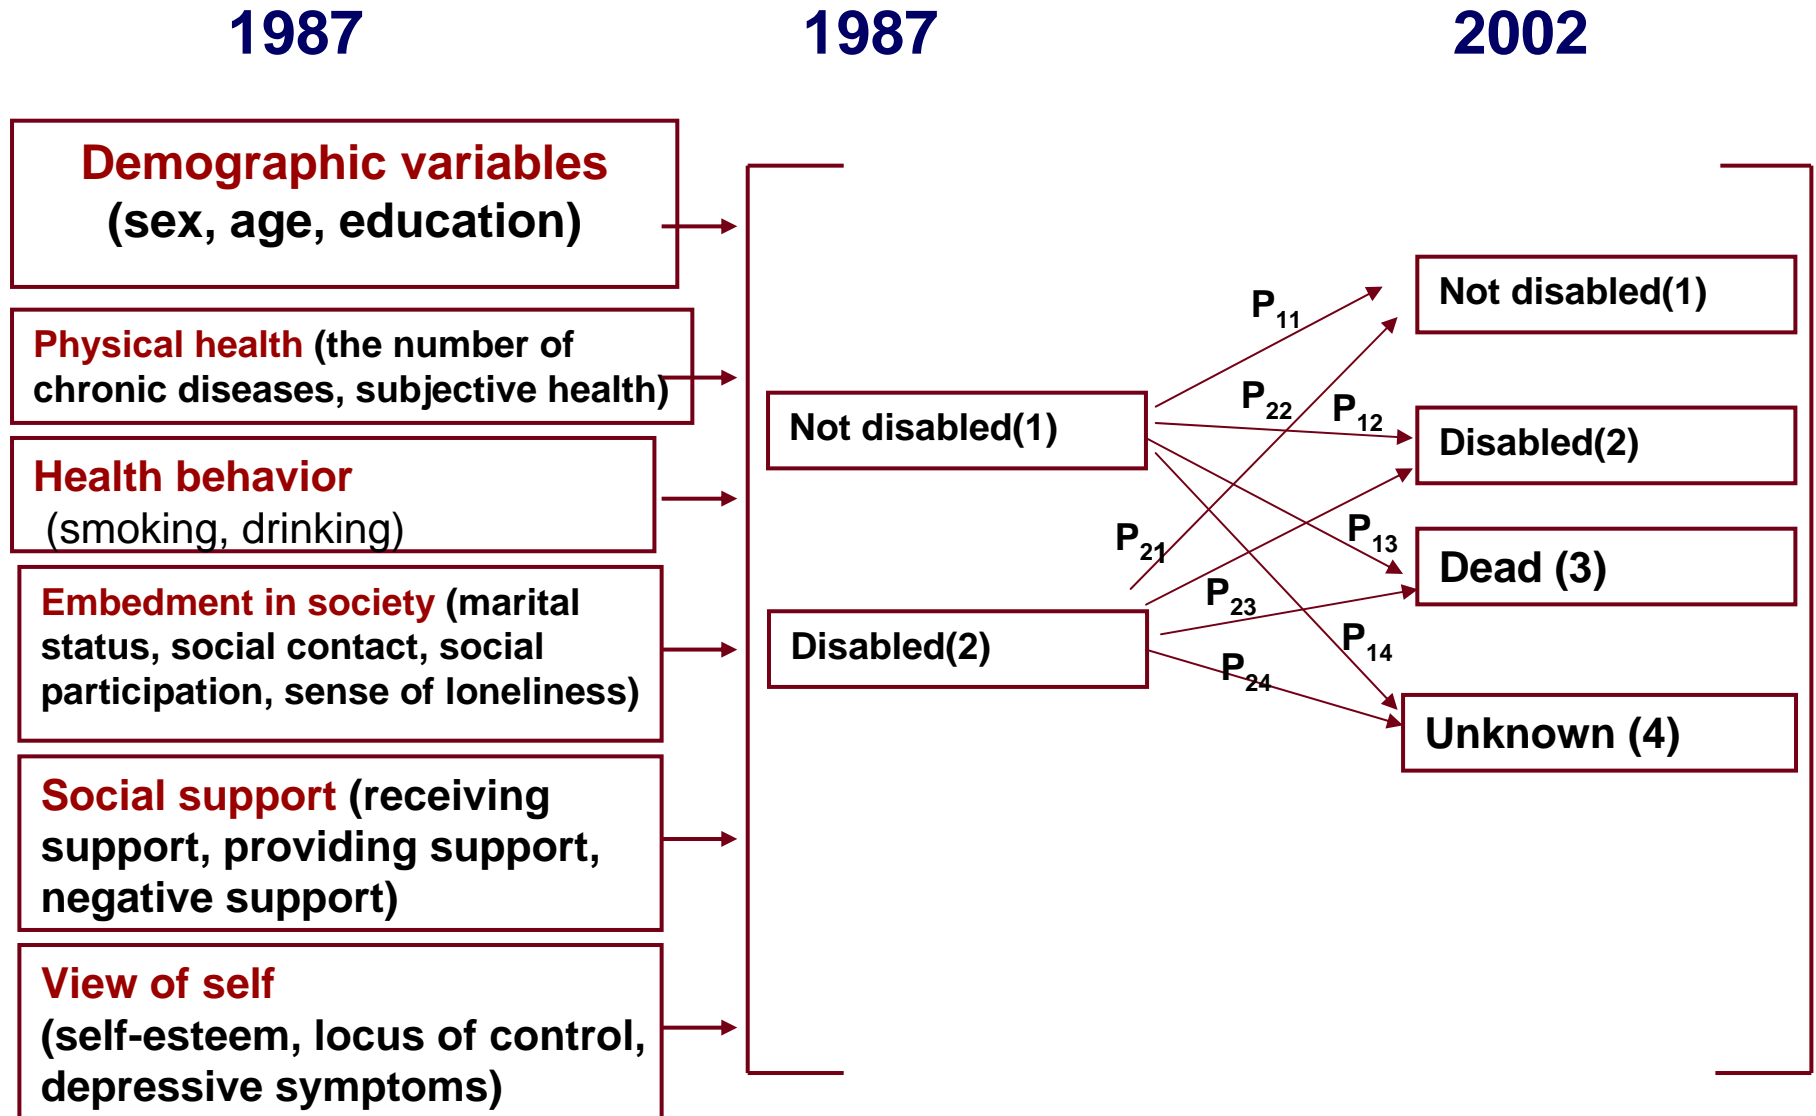 1987
1987
2002
Demographic variables
(sex, age, education)
Physical health (the number of
chronic diseases, subjective health)
Health behavior
(smoking, drinking)
Embedment in society (marital
status, social contact, social
participation, sense of loneliness)
Social support (receiving
support, providing support,
negative support)
View of self
(self-esteem, locus of control,
depressive symptoms)
Not disabled(1)
Disabled(2)
P11
P22
P12
P21
P13
P23
P14
P24
Not disabled(1)
Disabled(2)
Dead (3)
Unknown (4)